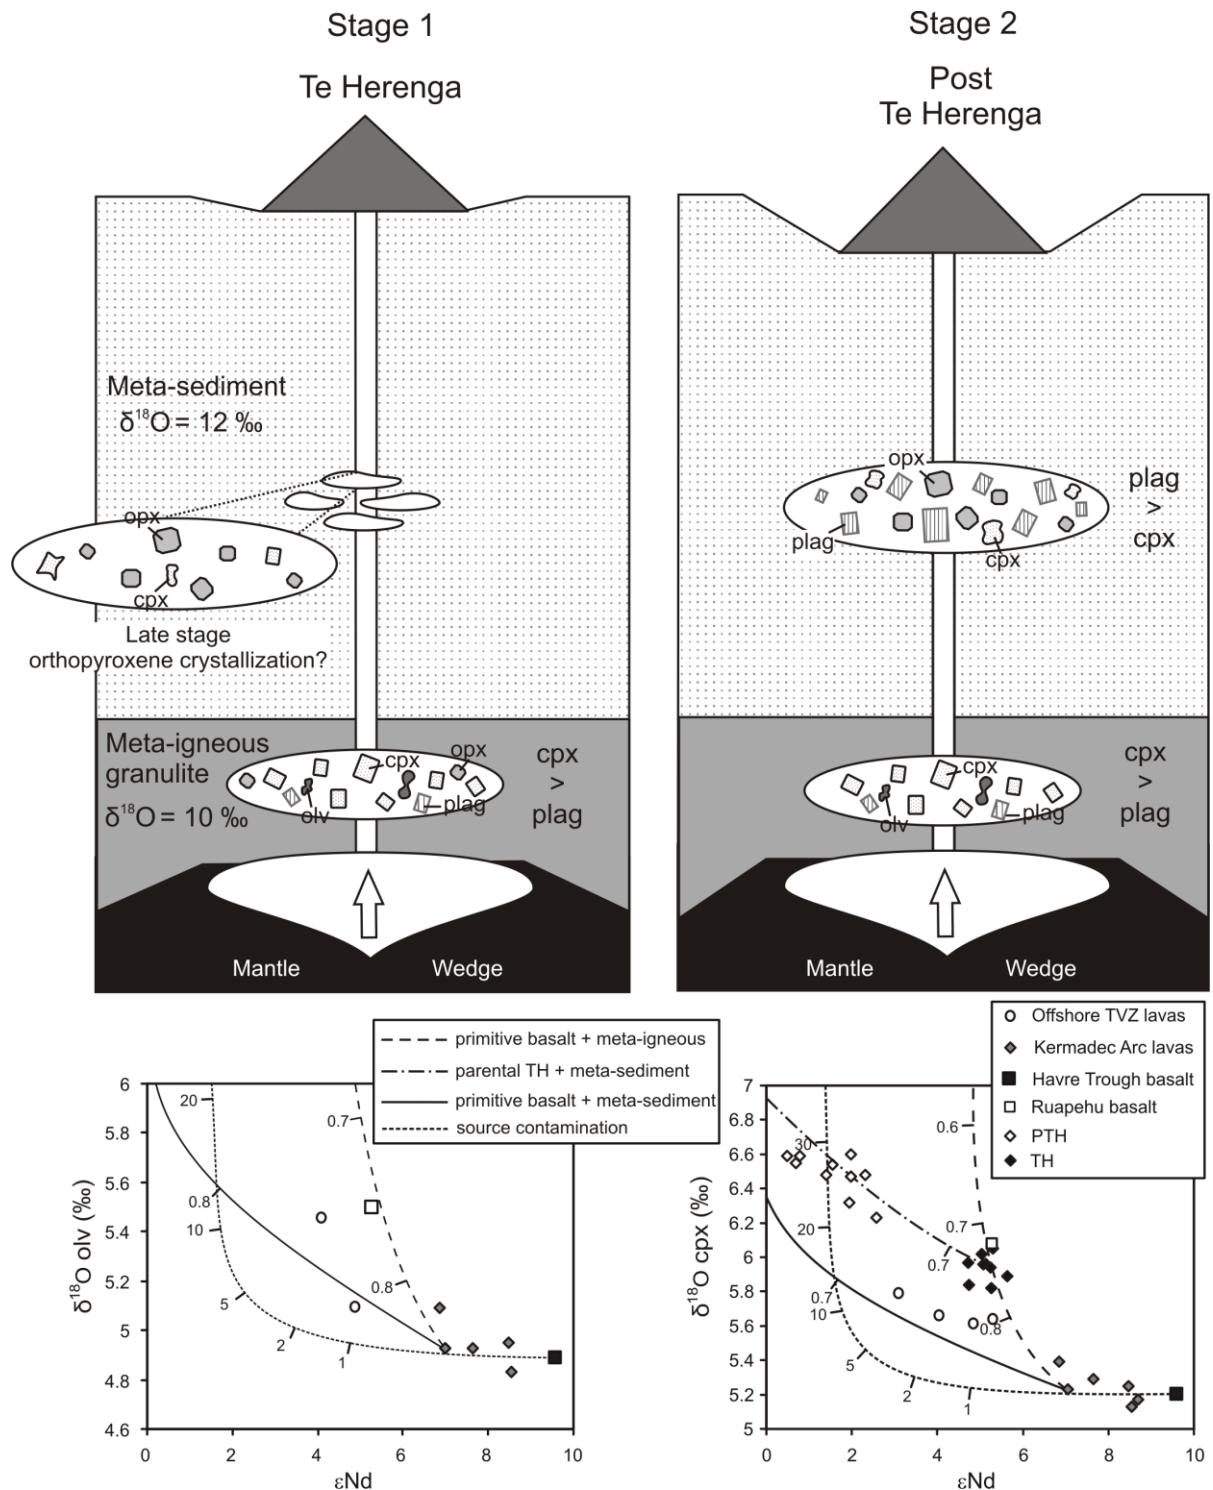 Stage 1
Te Herenga
Stage 2
Post
Te Herenga
Meta-sediment
δ18O = 12 ‰
opx
cpx
Late stage
orthopyroxene crystallization?
Meta-igneous
granulite
δ18O = 10 ‰
cpx
opx
olv
plag
cpx
>
plag
Mantle
Wedge
opx
plag
cpx
plag
>
cpx
cpx
olv
plag
cpx
>
plag
Mantle
Wedge
primitive basalt + meta-igneous
parental TH + meta-sediment
primitive basalt + meta-sediment
source contamination
6
5.8
5.6
5.4
5.2
5
4.8
4.6
δ18O olv (‰)
0
2
4
6
8
10
εNd
20
0.7
0.8
10
0.8
5
2
1
Offshore TVZ lavas
Kermadec Arc lavas
Havre Trough basalt
Ruapehu basalt
PTH
TH
7
6.8
6.6
6.4
6.2
6
5.8
5.6
5.4
5.2
5
δ18O cpx (‰)
0
2
4
6
8
10
εNd
0.6
30
20
0.7
0.7
0.7
10
0.8
5
2
1